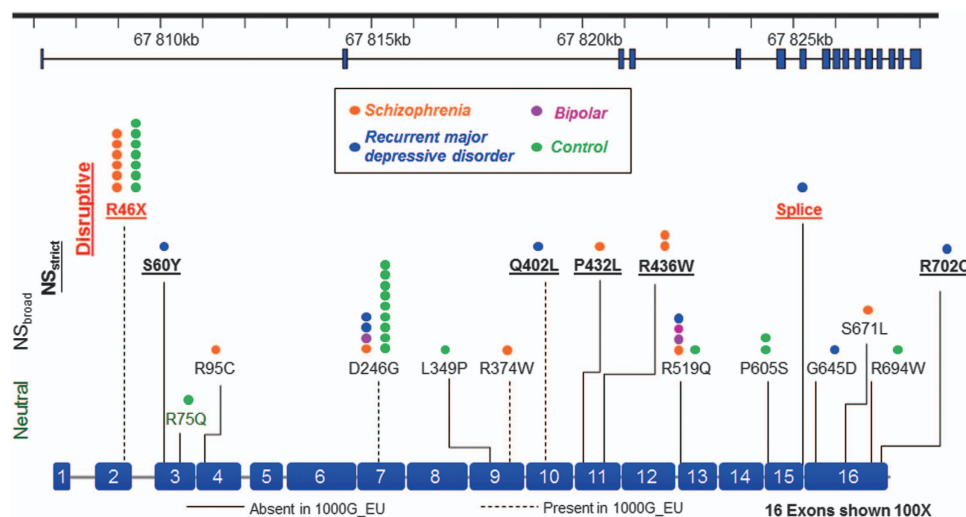 67 810kb 67 815kb 67 820kb 67 825kb
Schizophrenia Bipolar
Recurrent major
depressive disorder Control
Disruptive
R46X Splice
NSstrict
S60Y Q402L P432L R436W R702C
NSbroad
S671L
R95C D246G L349P R374W R519Q P605S G645D R694W
Neutral
R75Q
1 2 3 4 5 6 7 8 9 10 11 12 13 14 15 16
Absent in 1000G_EU Present in 1000G_EU 16 Exons shown 100X